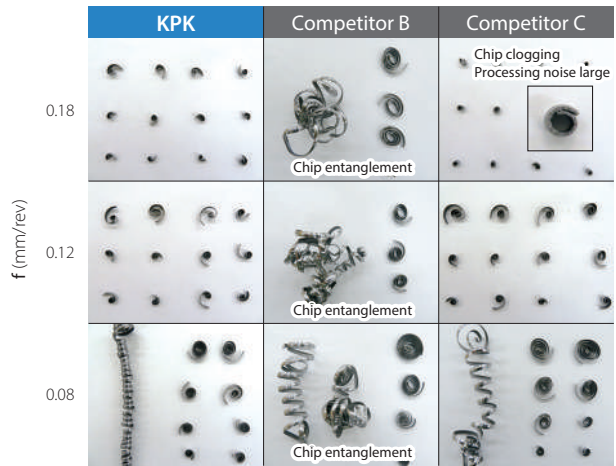 KPK
Competitor B
Competitor C
0.18
Chip entanglement
Chip clogging
Processing noise large
f (mm/rev)
0.12
Chip entanglement
0.08
Chip entanglement